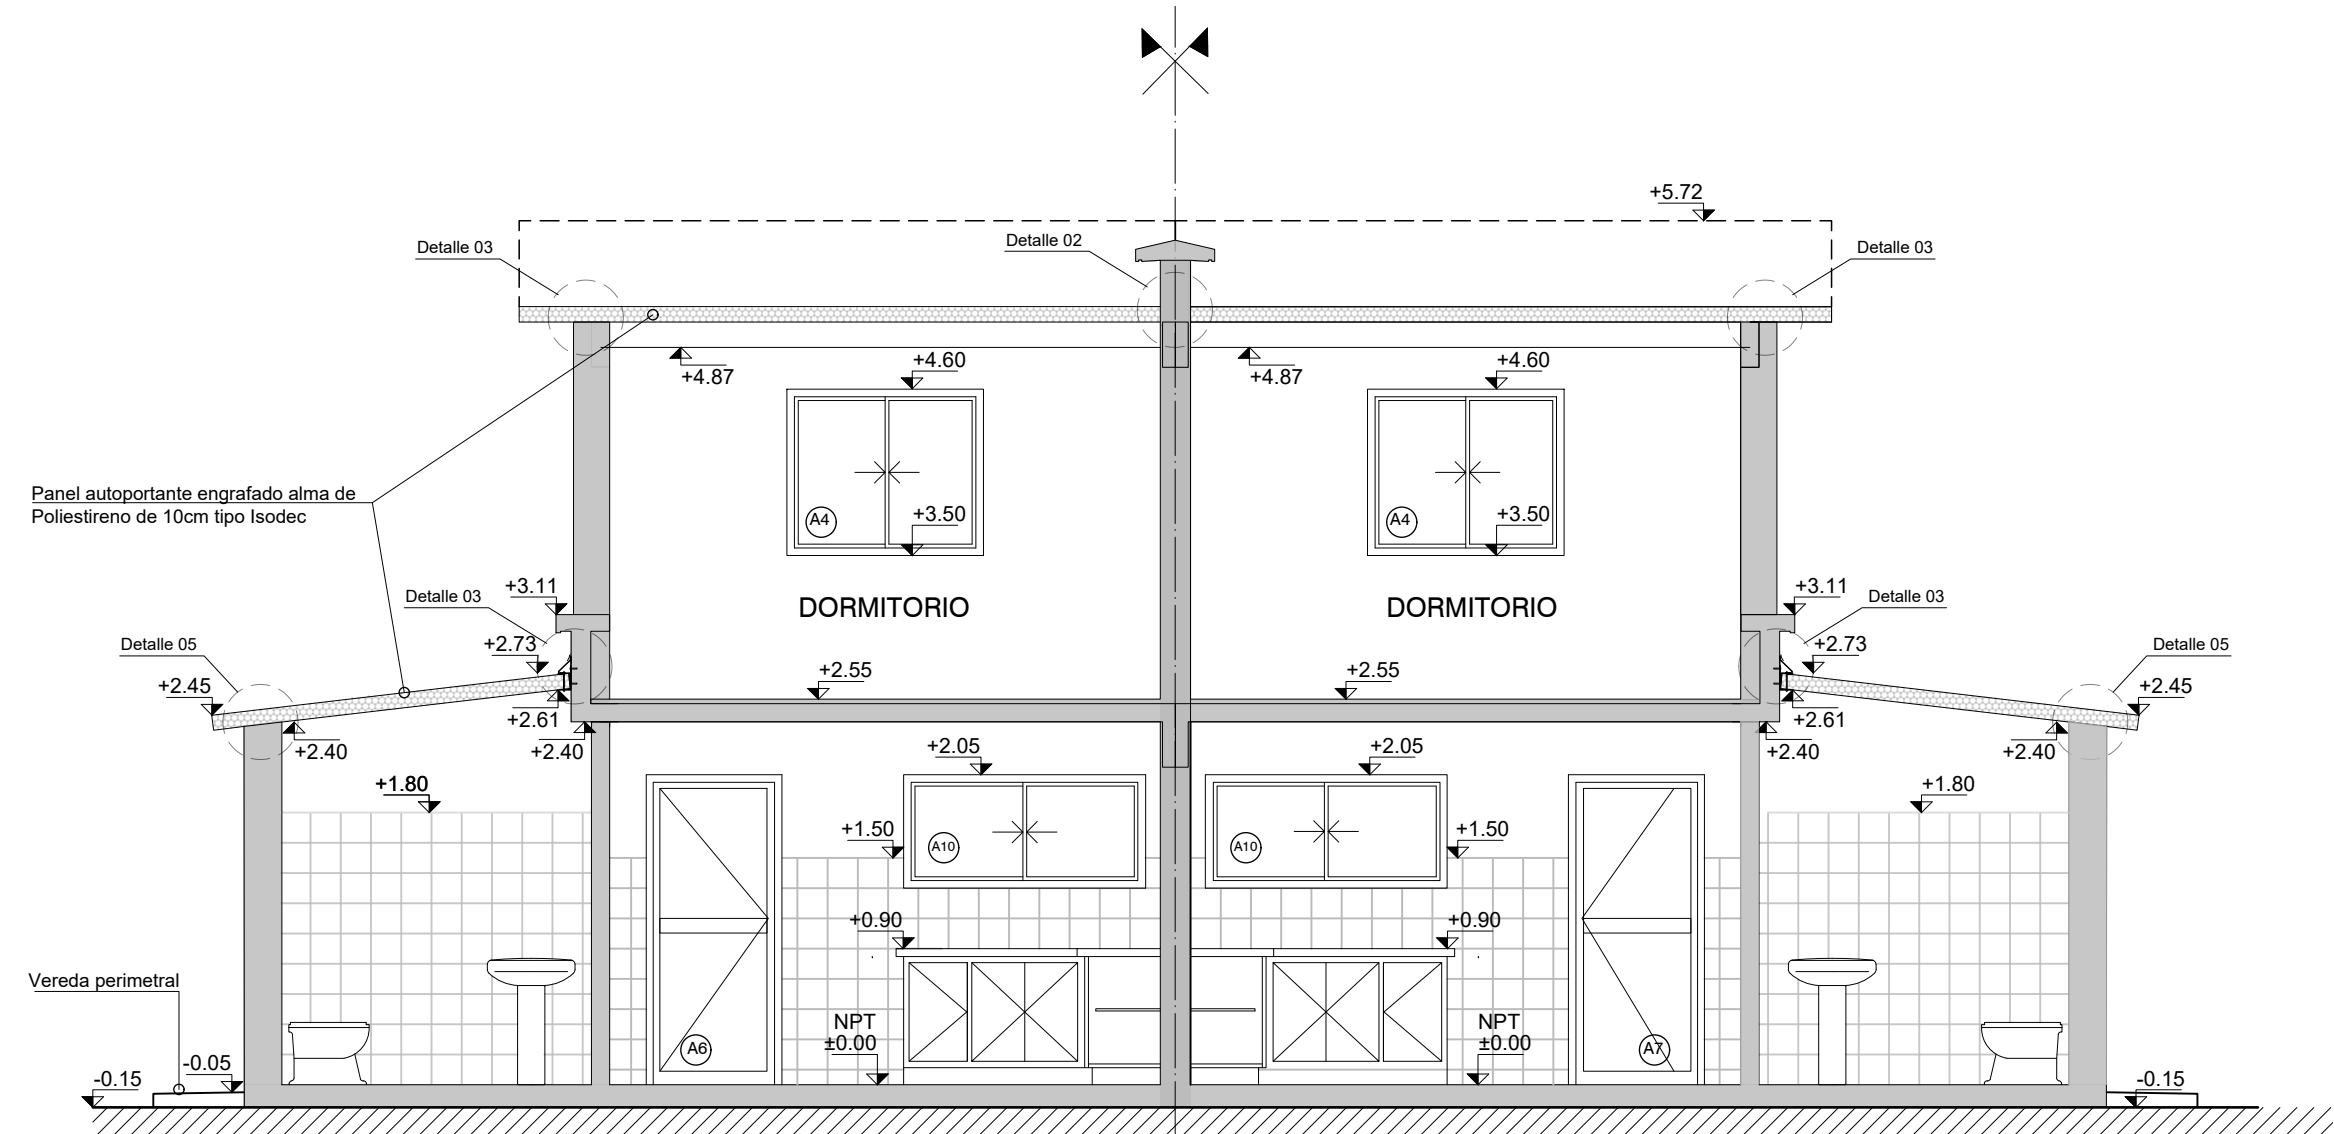 +5.72
Detalle 03
Detalle 02
Detalle 03
+4.87
+4.60
+4.87
+4.60
Panel autoportante engrafado alma de
Poliestireno de 10cm tipo Isodec
A4
+3.50
A4
+3.50
+3.11
Detalle 03
DORMITORIO
DORMITORIO
+3.11
Detalle 03
Detalle 05
+2.73
+2.73
Detalle 05
+2.45
+2.55
+2.55
+2.45
+2.61
+2.61
+2.40
+2.40
+2.40
+2.40
+2.05
+2.05
+1.80
+1.80
+1.50
A10
A10
+1.50
+0.90
+0.90
Vereda perimetral
NPT
±0.00
NPT
±0.00
A6
A7
-0.05
-0.15
-0.15